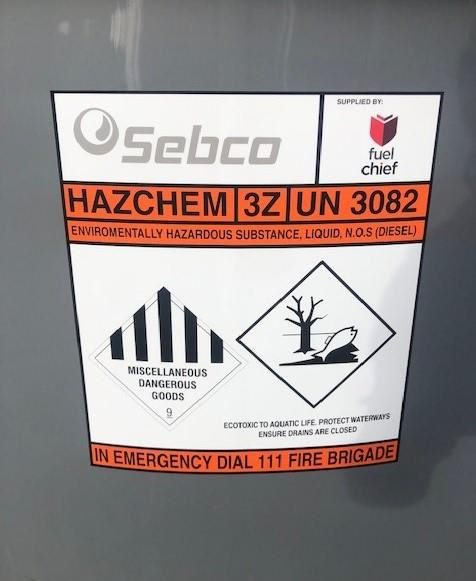 Sebco
SUPPLIED BY:
fuel
chief
HAZCHEM 3Z UN 3082
ENVIROMENTALLY HAZARDOUS SUBSTANCE, LIQUID, N.O.S (DIESEL)
MISCELLANEOUS
DANGEROUS
GOODS
9
ECOTOXIC TO AQUATIC LIFE. PROTECT WATERWAYS
ENSURE DRAINS ARE CLOSED
IN EMERGENCY DIAL 111 FIRE BRIGADE